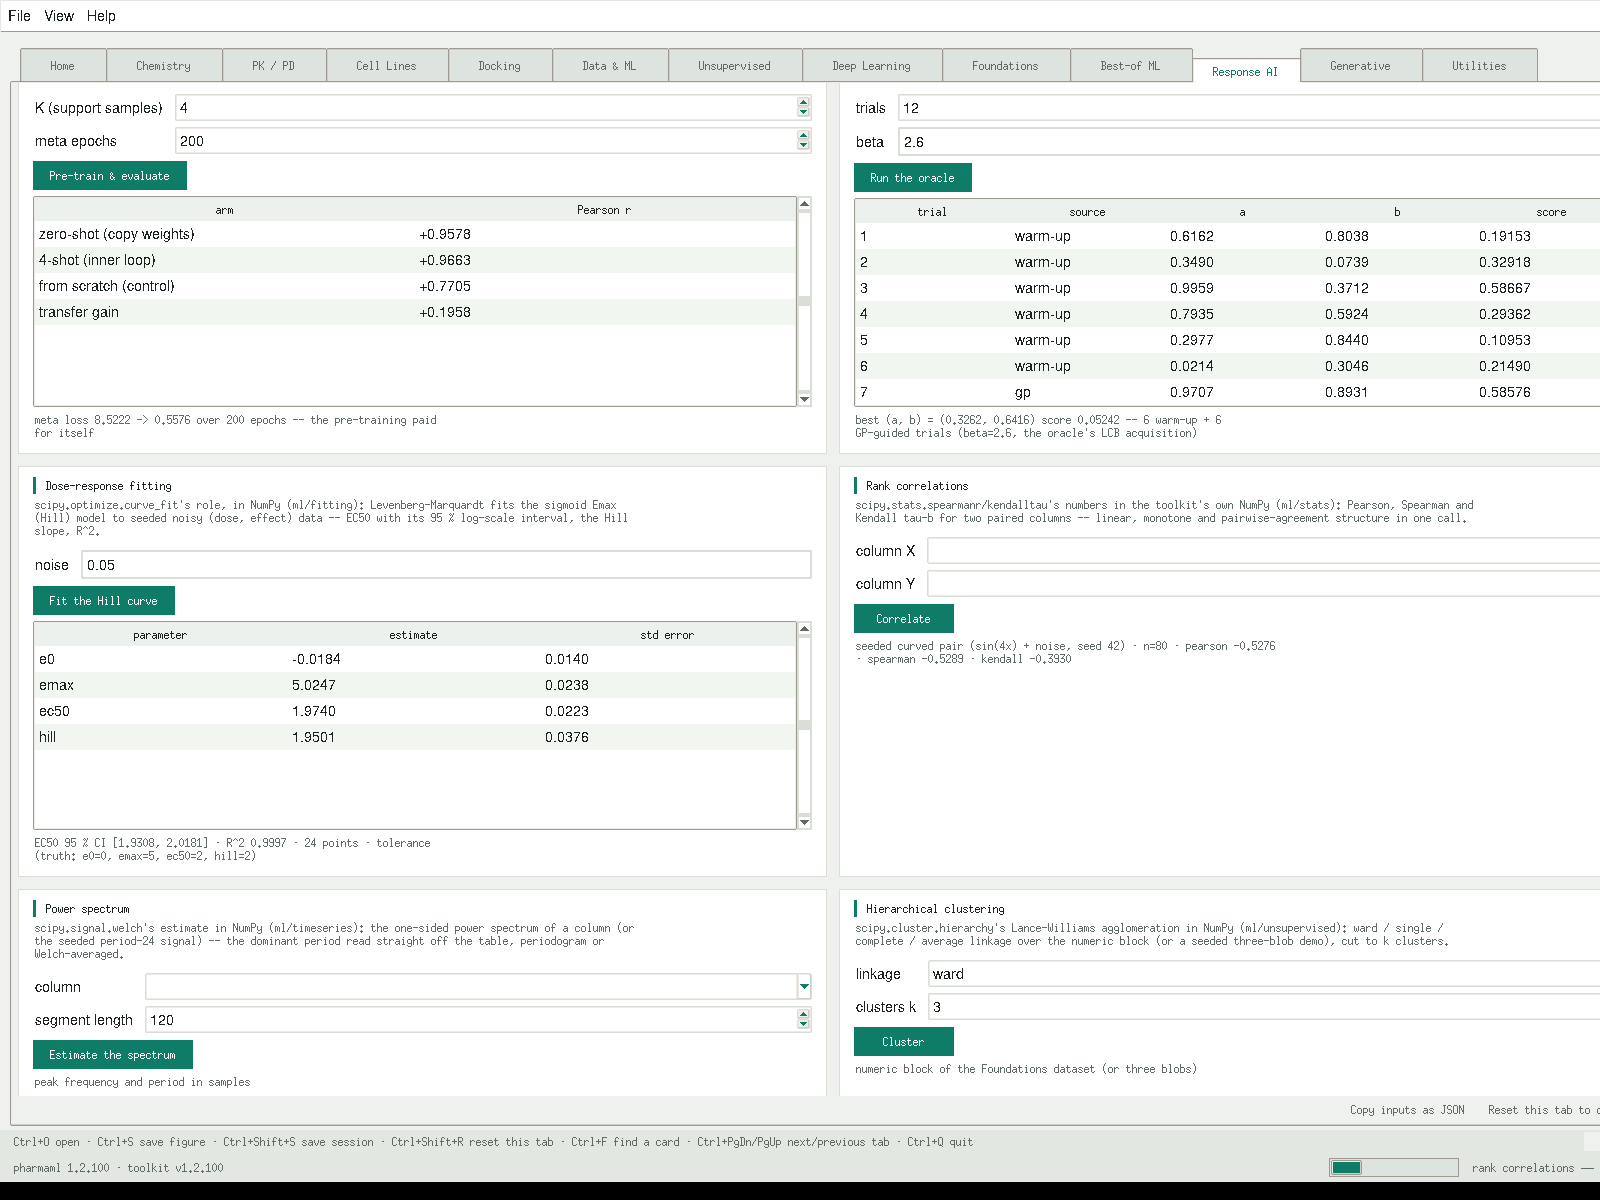 File View Help
Home Chemistry PK / PD Cell Lines Docking Data & ML Unsupervised Deep Learning Foundations Best-of ML Response AI Generative Utilities
K (support samples) 4
meta epochs 200
Pre-train & evaluate
arm Pearson r
zero-shot (copy weights) +0.9578
4-shot (inner loop) +0.9663
from scratch (control) +0.7705
transfer gain +0.1958
meta loss 8.5222 -> 0.5576 over 200 epochs -- the pre-training paid
for itself
trials 12
beta 2.6
Run the oracle
trial source a b score
1 warm-up 0.6162 0.8038 0.19153
2 warm-up 0.3490 0.0739 0.32918
3 warm-up 0.9959 0.3712 0.58667
4 warm-up 0.7935 0.5924 0.29362
5 warm-up 0.2977 0.8440 0.10953
6 warm-up 0.0214 0.3046 0.21490
7 gp 0.9707 0.8931 0.58576
best (a, b) = (0.3262, 0.6416) score 0.05242 -- 6 warm-up + 6
GP-guided trials (beta=2.6, the oracle's LCB acquisition)
Dose-response fitting
scipy.optimize.curve_fit's role, in NumPy (ml/fitting): Levenberg-Marquardt fits the sigmoid Emax
(Hill) model to seeded noisy (dose, effect) data -- EC50 with its 95 % log-scale interval, the Hill
slope, R^2.
noise 0.05
Fit the Hill curve
parameter estimate std error
e0 -0.0184 0.0140
emax 5.0247 0.0238
ec50 1.9740 0.0223
hill 1.9501 0.0376
EC50 95 % CI [1.9308, 2.0181] · R^2 0.9997 · 24 points · tolerance
(truth: e0=0, emax=5, ec50=2, hill=2)
Rank correlations
scipy.stats.spearmanr/kendalltau's numbers in the toolkit's own NumPy (ml/stats): Pearson, Spearman and
Kendall tau-b for two paired columns -- linear, monotone and pairwise-agreement structure in one call.
column X
column Y
Correlate
seeded curved pair (sin(4x) + noise, seed 42) · n=80 · pearson -0.5276
· spearman -0.5289 · kendall -0.3930
Power spectrum
scipy.signal.welch's estimate in NumPy (ml/timeseries): the one-sided power spectrum of a column (or
the seeded period-24 signal) -- the dominant period read straight off the table, periodogram or
Welch-averaged.
column
segment length 120
Estimate the spectrum
peak frequency and period in samples
Hierarchical clustering
scipy.cluster.hierarchy's Lance-Williams agglomeration in NumPy (ml/unsupervised): ward / single /
complete / average linkage over the numeric block (or a seeded three-blob demo), cut to k clusters.
linkage ward
clusters k 3
Cluster
numeric block of the Foundations dataset (or three blobs)
Copy inputs as JSON Reset this tab to
Ctrl+O open · Ctrl+S save figure · Ctrl+Shift+S save session · Ctrl+Shift+R reset this tab · Ctrl+F find a card · Ctrl+PgDn/PgUp next/previous tab · Ctrl+Q quit
pharmaml 1.2.100 · toolkit v1.2.100
rank correlations —